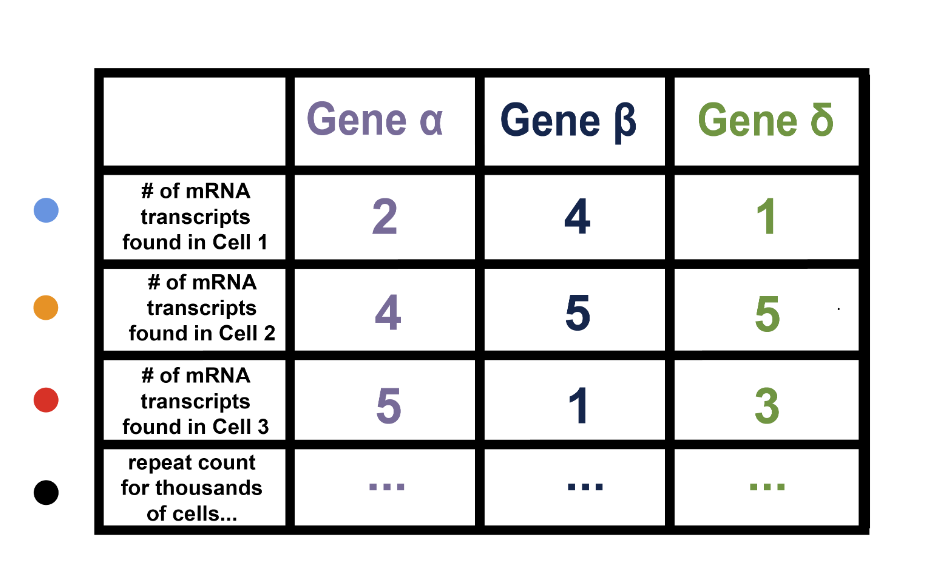 Gene α Gene β Gene δ
# of mRNA
transcripts
found in Cell 1
2 4 1
# of mRNA
transcripts
found in Cell 2
4 5 5
# of mRNA
transcripts
found in Cell 3
5 1 3
repeat count
for thousands
of cells...
... ... ...